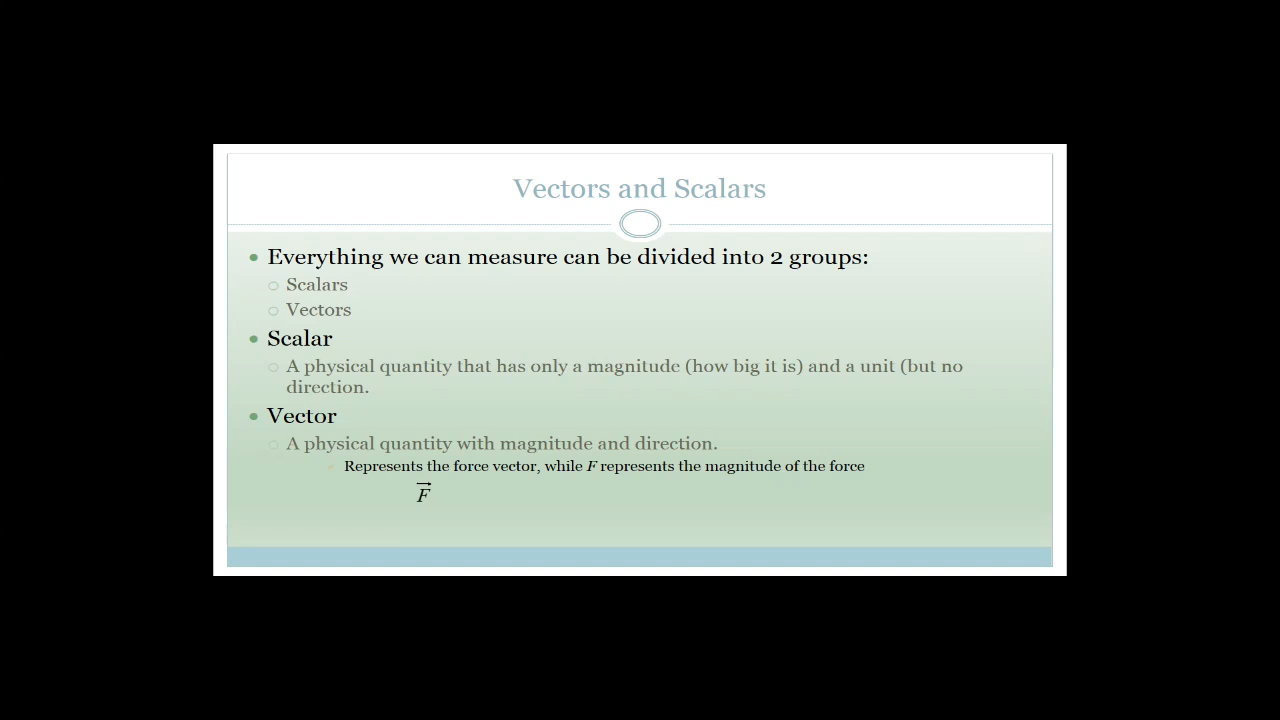 Vectors and Scalars
• Everything we can measure can be divided into 2 groups:
○ Scalars
○ Vectors
• Scalar
○ A physical quantity that has only a magnitude (how big it is) and a unit (but no
direction.
• Vector
○ A physical quantity with magnitude and direction.
✓ Represents the force vector, while F represents the magnitude of the force
F⃗